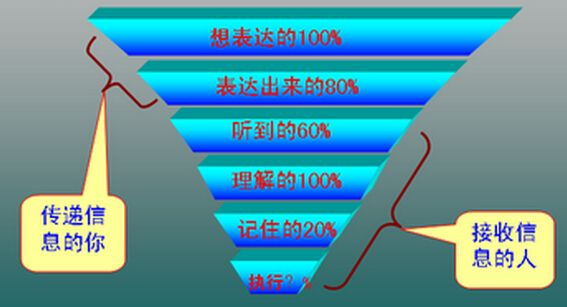 想表达的100%
表达出来的80%
听到的60%
理解的100%
记住的20%
执行？%
传递信
息的你
接收信
息的人